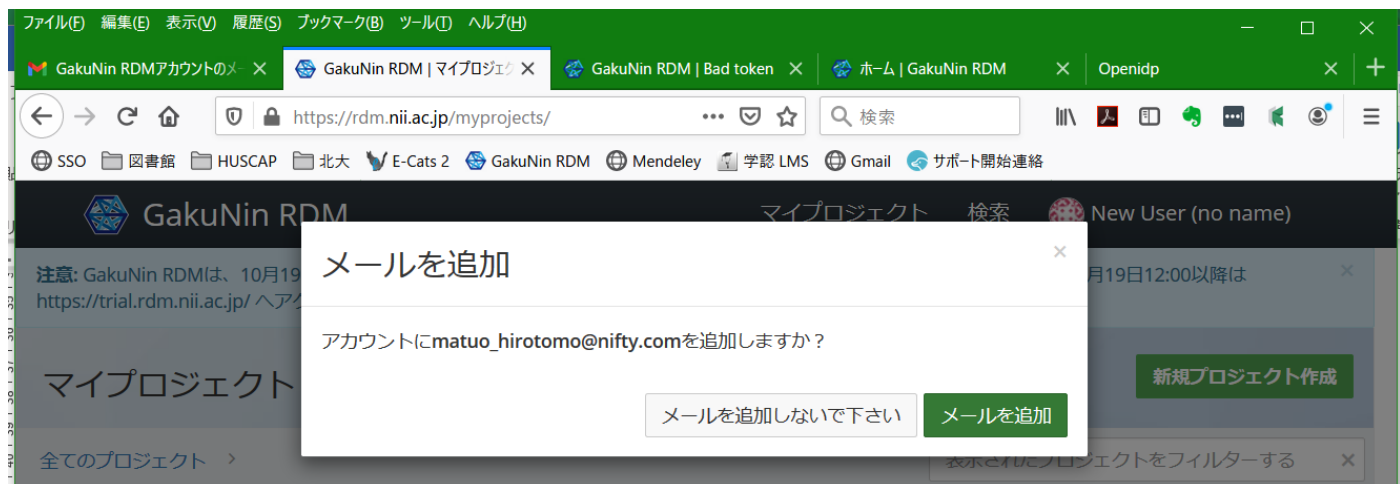 ファイル(F) 編集(E) 表示(V) 履歴(S) ブックマーク(B) ツール(T) ヘルプ(H)
GakuNin RDMアカウントのメー GakuNin RDM | マイプロジェク GakuNin RDM | Bad token ホーム | GakuNin RDM Openidp
https://rdm.nii.ac.jp/myprojects/ 検索
SSO 図書館 HUSCAP 北大 E-Cats 2 GakuNin RDM Mendeley 学認 LMS Gmail サポート開始連絡
GakuNin RDM マイプロジェクト 検索 New User (no name)
メールを追加
注意: GakuNin RDMは、10月19 月19日12:00以降は
https://trial.rdm.nii.ac.jp/ へアク
アカウントにmatuo_hirotomo@nifty.comを追加しますか？
マイプロジェクト 新規プロジェクト作成
メールを追加しないで下さい メールを追加
全てのプロジェクト 表示されたプロジェクトをフィルターする